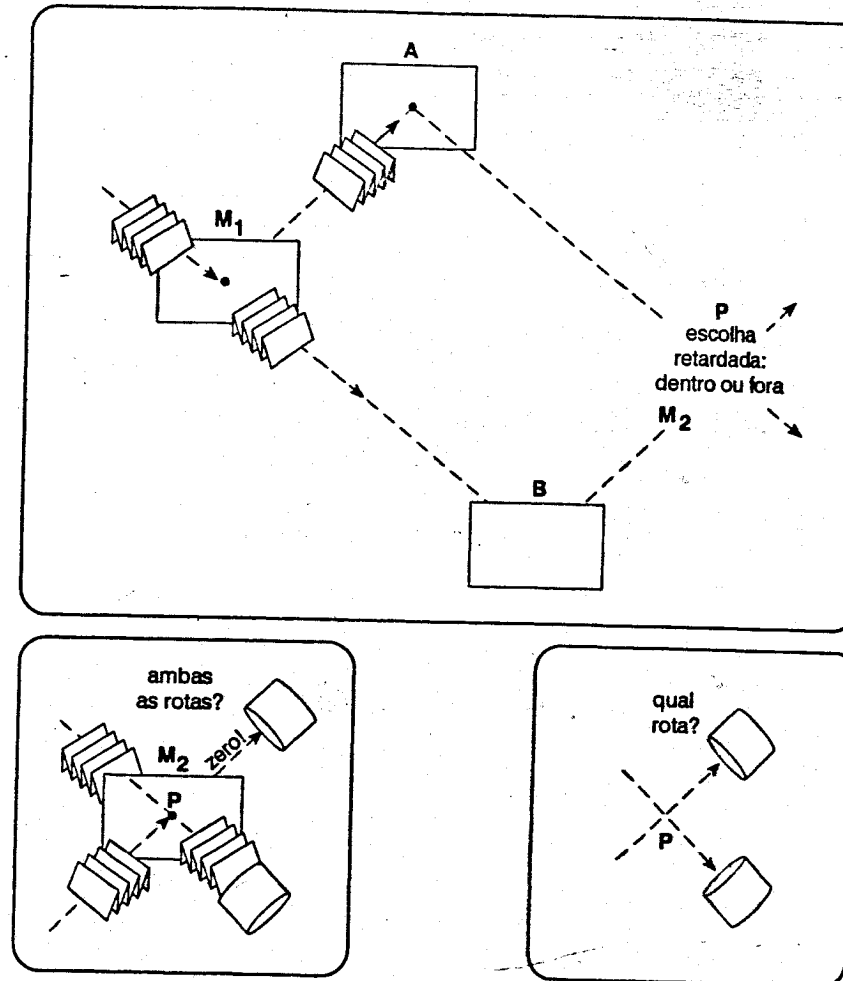 A
M1
P
escolha
retardada:
dentro ou fora
M2
B
ambas
as rotas?
zero!
M2
P
qual
rota?
P